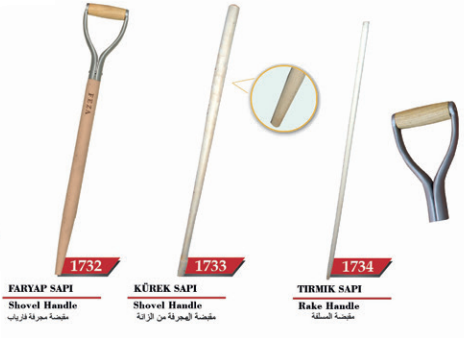 FEZA
1732
FARYAP SAPI
Shovel Handle
مقبضة مجرفة فارياب
1733
KÜREK SAPI
Shovel Handle
مقبضة المجرفة من الزانة
1734
TIRMIK SAPI
Rake Handle
مقبضة المسلفة